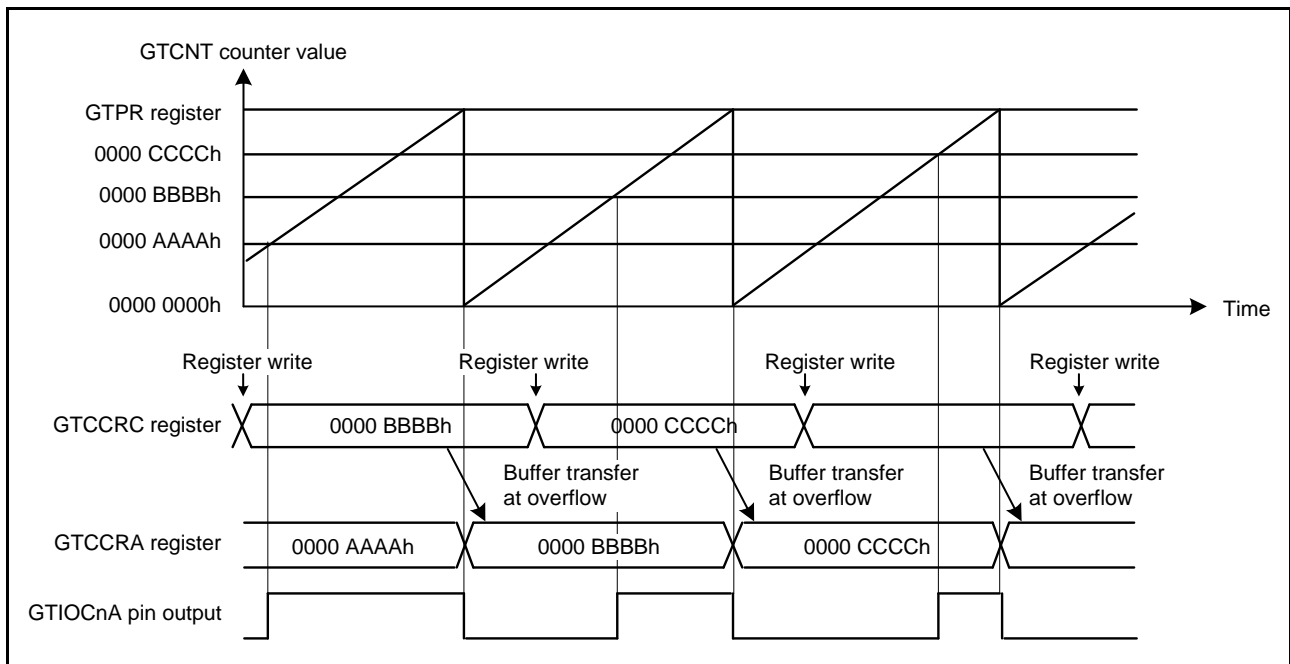 GTCNT counter value
GTPR register
0000 CCCCh
0000 BBBBh
0000 AAAAh
0000 0000h
Time
Register write
Register write
Register write
Register write
GTCCRC register
0000 BBBBh
0000 CCCCh
Buffer transfer
at overflow
Buffer transfer
at overflow
Buffer transfer
at overflow
GTCCRA register
0000 AAAAh
0000 BBBBh
0000 CCCCh
GTIOCnA pin output